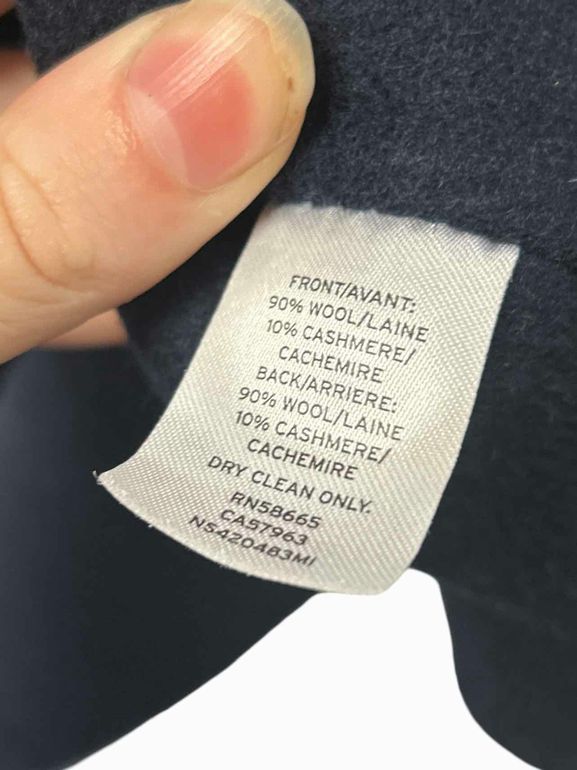 FRONT/AVANT:
90% WOOL/LAINE
10% CASHMERE/
CACHEMIRE
BACK/ARRIERE:
90% WOOL/LAINE
10% CASHMERE/
CACHEMIRE
DRY CLEAN ONLY.
RN58665
CA57963
NS420483MI